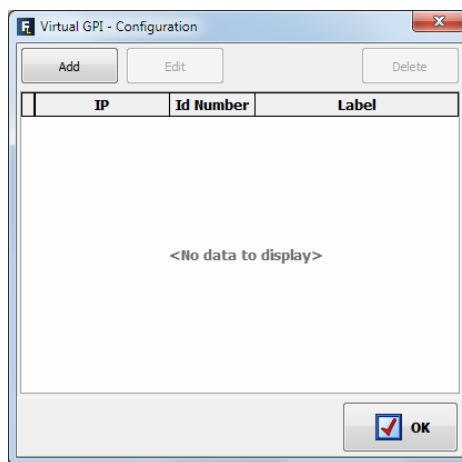 Virtual GPI - Configuration
Add Edit Delete
IP Id Number Label
<No data to display>
OK